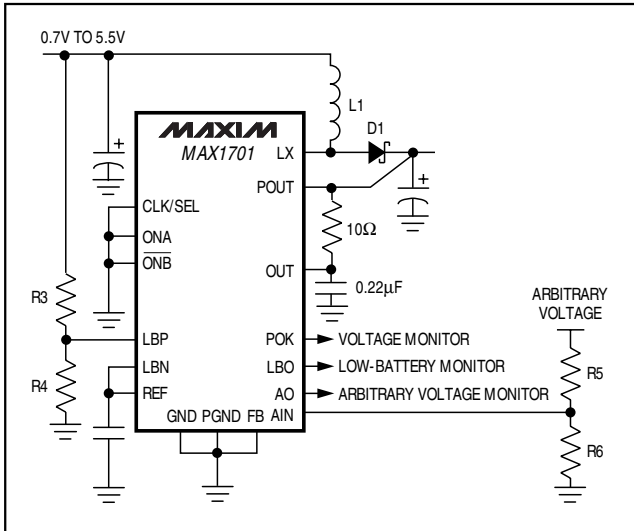 0.7V TO 5.5V
L1
D1
MAXIM
MAX1701
LX
POUT
CLK/SEL
ONA
ONB
10Ω
OUT
0.22µF
R3
ARBITRARY
VOLTAGE
LBP
POK
VOLTAGE MONITOR
R5
LBN
LBO
LOW-BATTERY MONITOR
R4
REF
AO
ARBITRARY VOLTAGE MONITOR
GND PGND FB AIN
R6
+
+